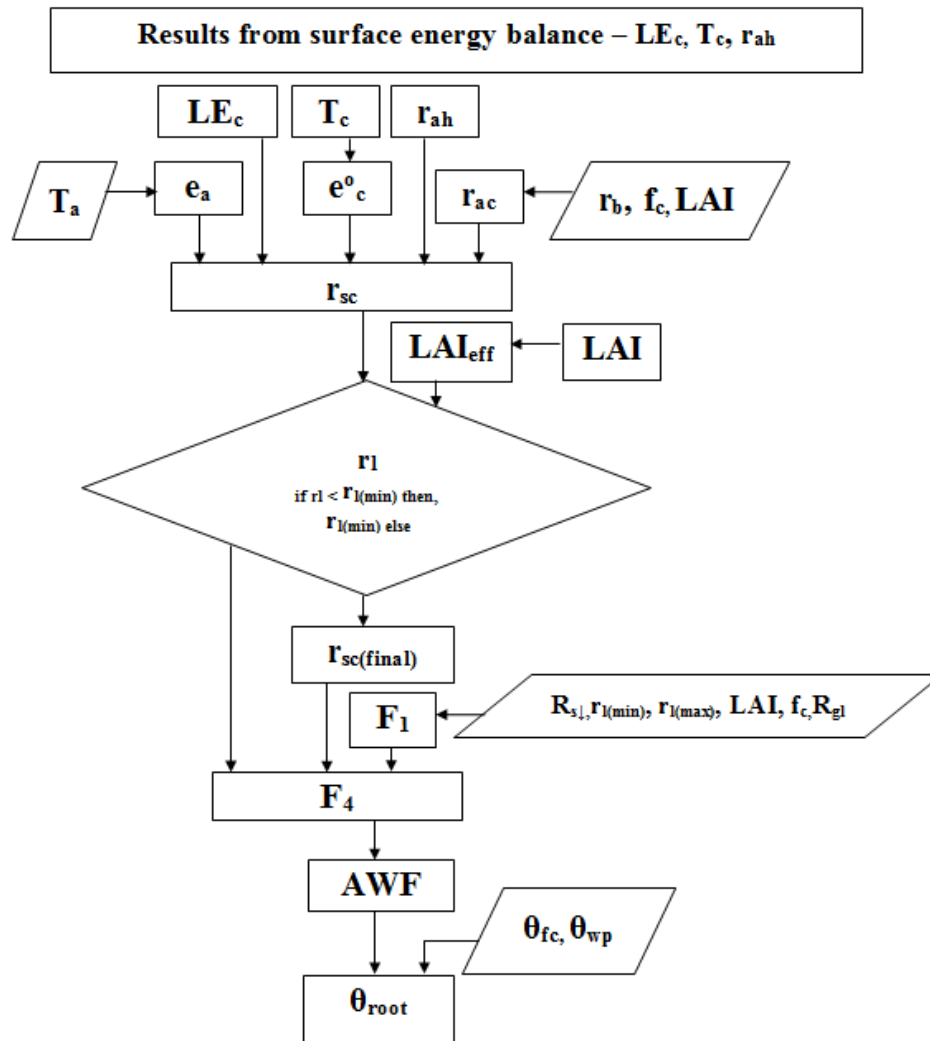 Results from surface energy balance – LEc, Tc, rah
LEc
Tc
rah
Ta
ea
eoc
rac
rb, fc, LAI
rsc
LAIeff
LAI
rl
if rl < rl(min) then,
rl(min) else
rsc(final)
F1
Rs↓,rl(min), rl(max), LAI, fc,Rgl
F4
AWF
θfc, θwp
θroot